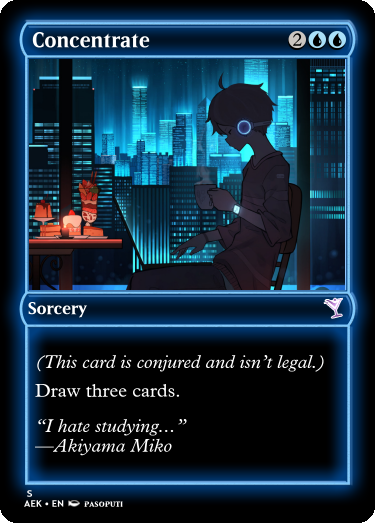 Concentrate 2
Sorcery
(This card is conjured and isn't legal.)
Draw three cards.
“I hate studying…”
—Akiyama Miko
S
AEK • EN PASOPUTI